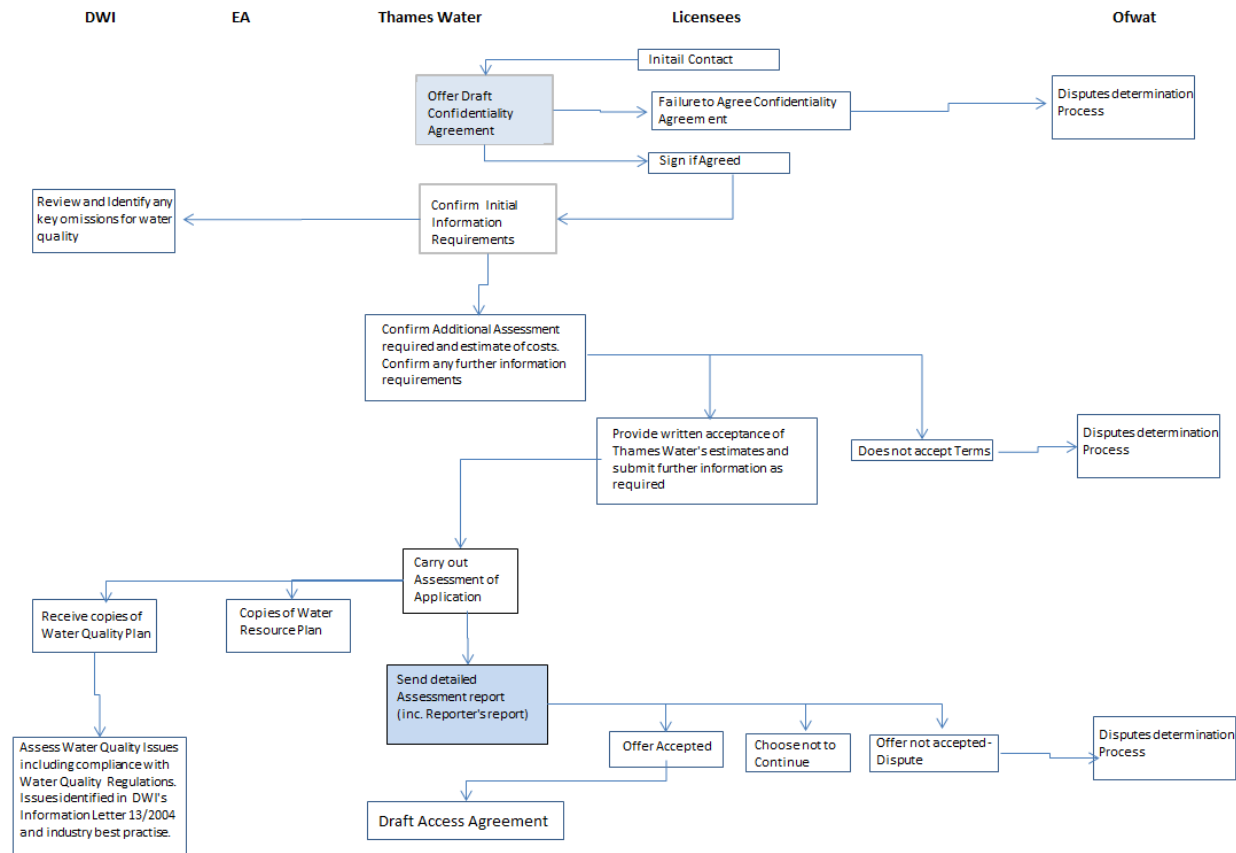 DWI
EA
Thames Water
Licensees
Ofwat
Initail Contact
Offer Draft
Confidentiality
Agreement
Failure to Agree Confidentiality
Agreement
Disputes determination
Process
Sign if Agreed
Review and Identify any
key omissions for water
quality
Confirm Initial
Information
Requirements
Confirm Additional Assessment
required and estimate of costs.
Confirm any further information
requirements
Provide written acceptance of
Thames Water's estimates and
submit further information as
required
Does not accept Terms
Disputes determination
Process
Carry out
Assessment of
Application
Receive copies of
Water Quality Plan
Copies of Water
Resource Plan
Send detailed
Assessment report
(inc. Reporter's report)
Offer Accepted
Choose not to
Continue
Offer not accepted-
Dispute
Disputes determination
Process
Assess Water Quality Issues
including compliance with
Water Quality Regulations.
Issues identified in DWI's
Information Letter 13/2004
and industry best practise.
Draft Access Agreement